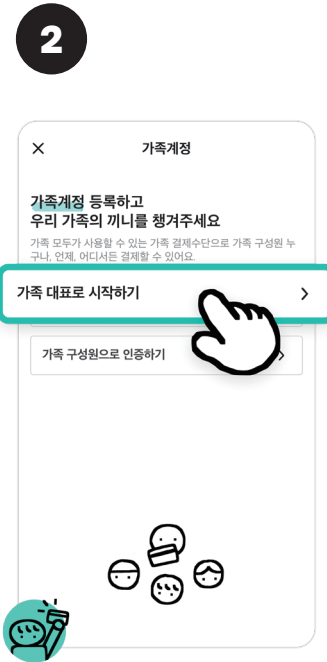 2
가족계정
가족계정 등록하고
우리 가족의 끼니를 챙겨주세요
가족 모두가 사용할 수 있는 가족 결제수단으로 가족 구성원 누
구나, 언제, 어디서든 결제할 수 있어요.
가족 대표로 시작하기
가족 구성원으로 인증하기